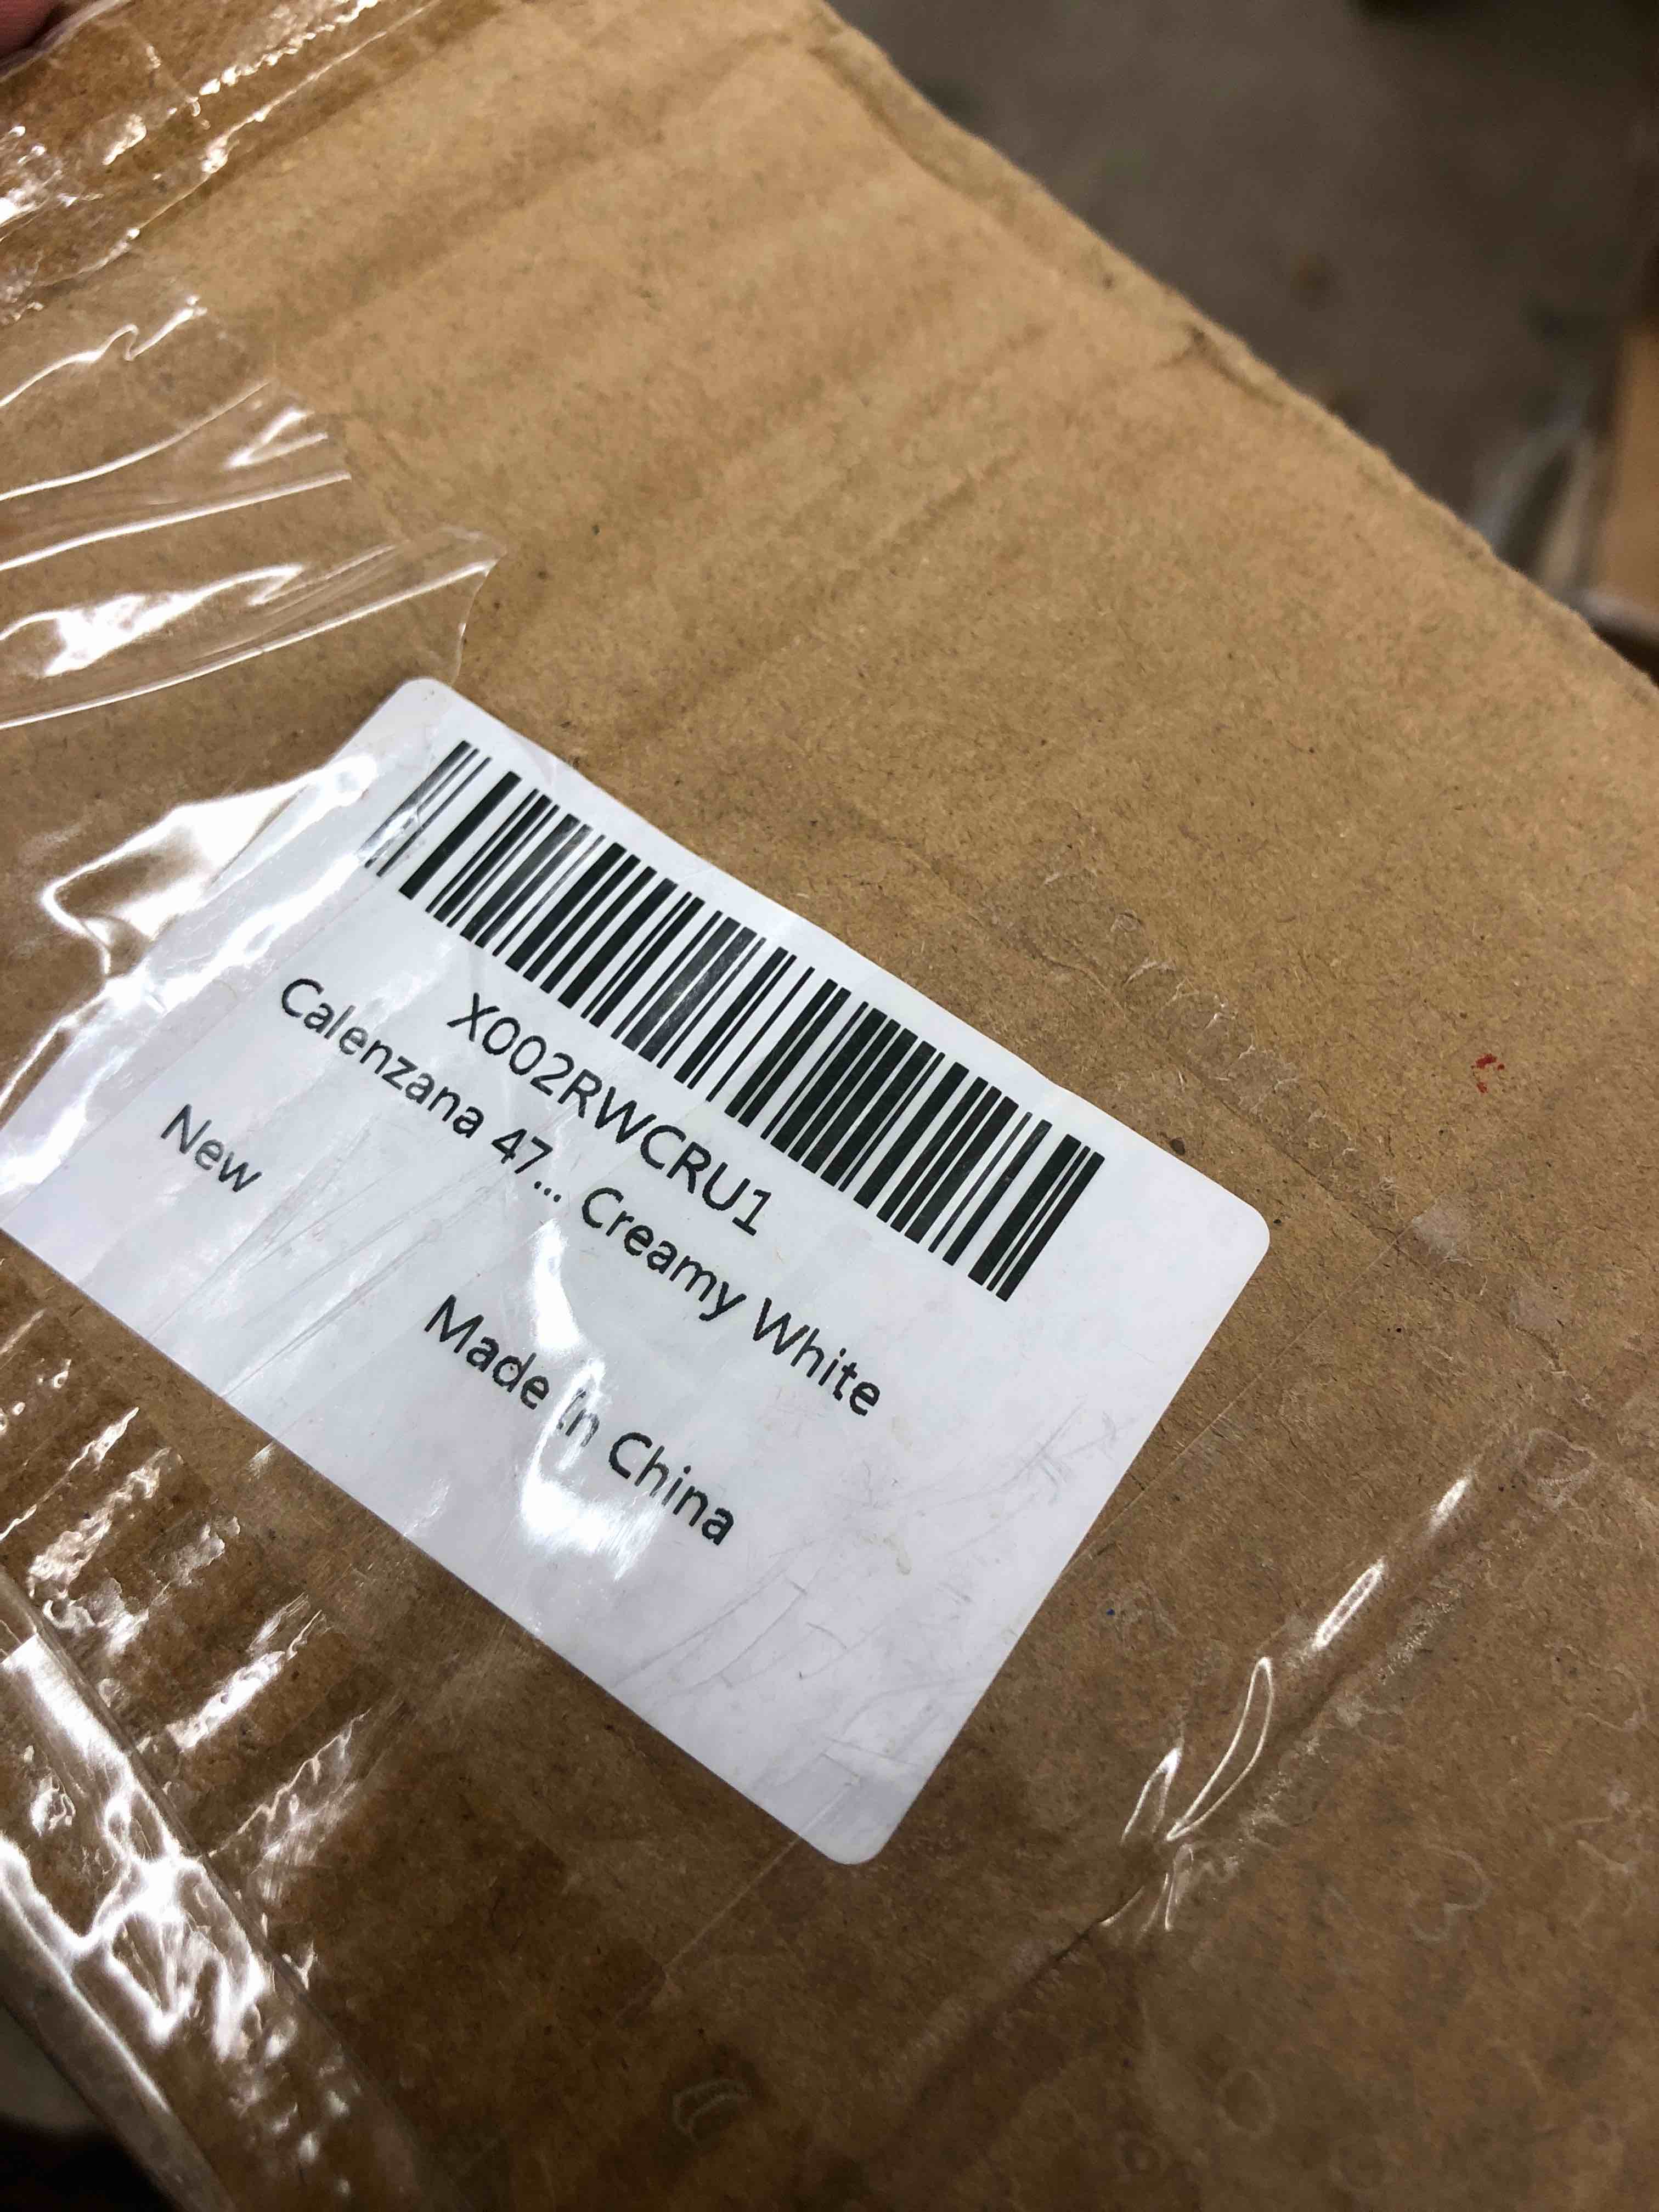 X002RWCRU1
Calenzana 47... Creamy White
New
Made in China